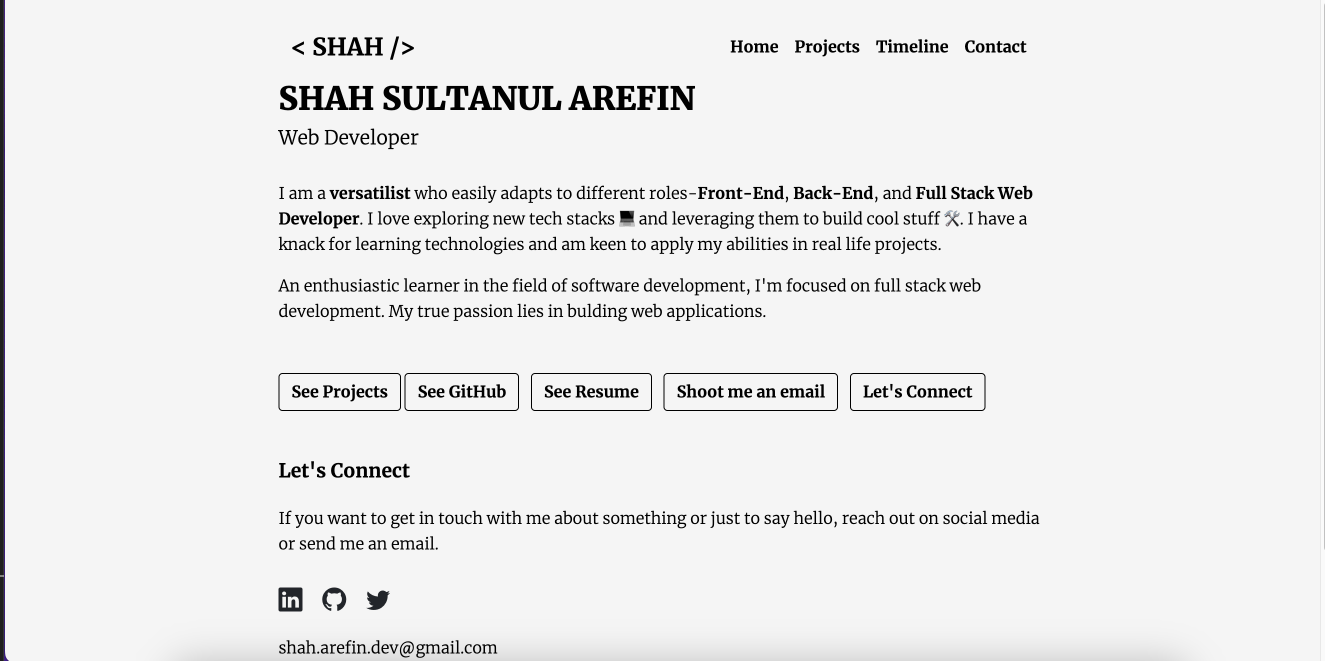 < SHAH />
Home Projects Timeline Contact
SHAH SULTANUL AREFIN
Web Developer
I am a versatilist who easily adapts to different roles-Front-End, Back-End, and Full Stack Web
Developer. I love exploring new tech stacks 💻 and leveraging them to build cool stuff 🛠. I have a
knack for learning technologies and am keen to apply my abilities in real life projects.
An enthusiastic learner in the field of software development, I'm focused on full stack web
development. My true passion lies in bulding web applications.
See Projects See GitHub See Resume Shoot me an email Let's Connect
Let's Connect
If you want to get in touch with me about something or just to say hello, reach out on social media
or send me an email.
in
shah.arefin.dev@gmail.com